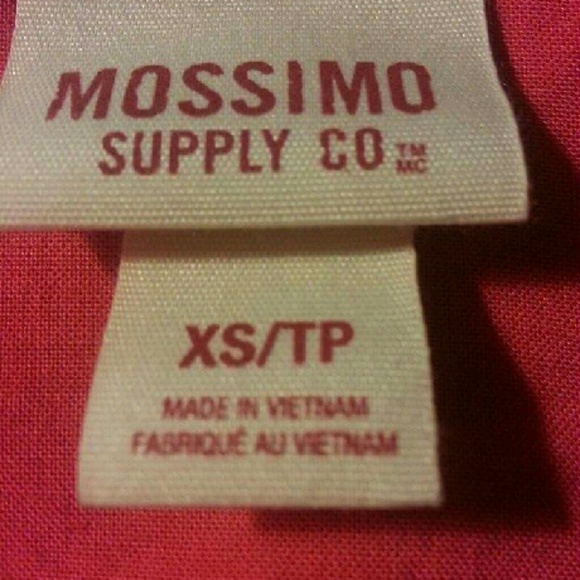 MOSSIMO
SUPPLY CO TM MC
XS/TP
MADE IN VIETNAM
FABRIQUÉ AU VIETNAM